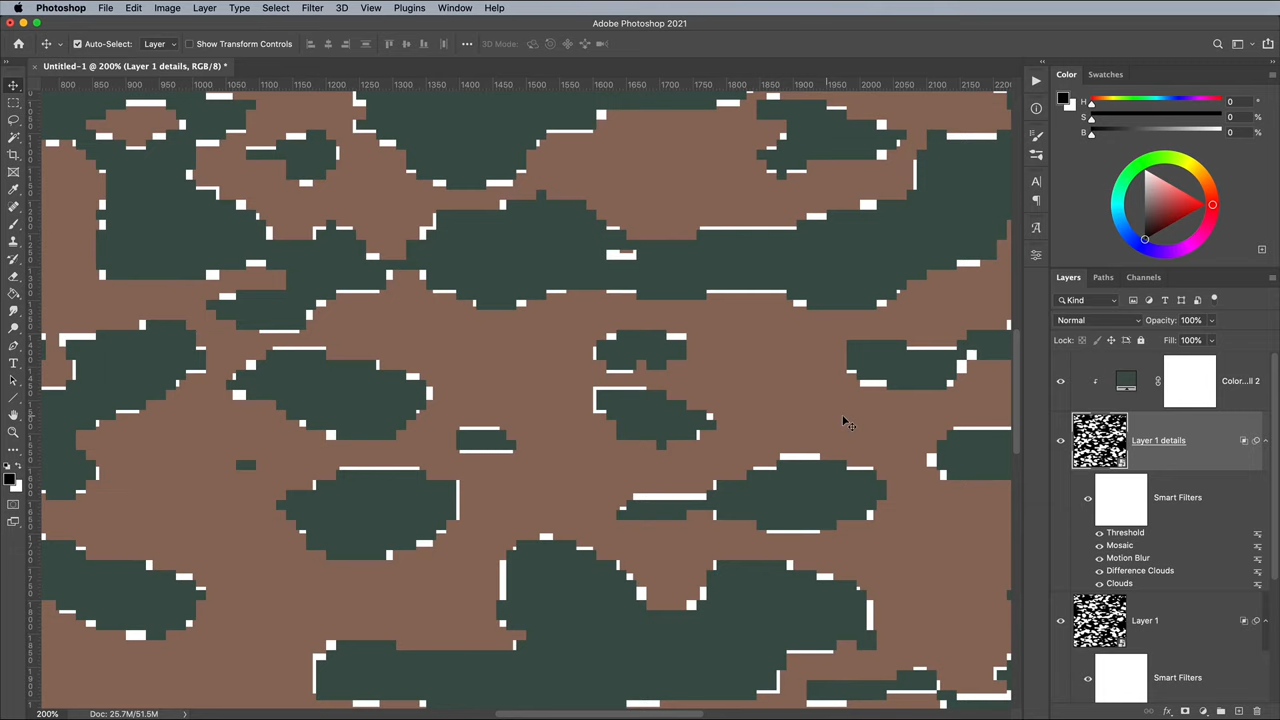 Photoshop File Edit Image Layer Type Select Filter 3D View Plugins Window Help
Adobe Photoshop 2021
Auto-Select: Layer Show Transform Controls 3D Mode:
Untitled-1 @ 200% (Layer 1 details, RGB/8) *
800 850 900 950 1000 1050 1100 1150 1200 1250 1300 1350 1400 1450 1500 1550 1600 1650 1700 1750 1800 1850 1900 1950 2000 2050 2100 2150 220
Color Swatches
H 0 °
S 0 %
B 0 %
Layers Paths Channels
Kind
Normal Opacity: 100%
Lock: Fill: 100%
Color...ll 2
Layer 1 details
Smart Filters
Threshold
Mosaic
Motion Blur
Difference Clouds
Clouds
Layer 1
Smart Filters
200% Doc: 25.7M/51.5M